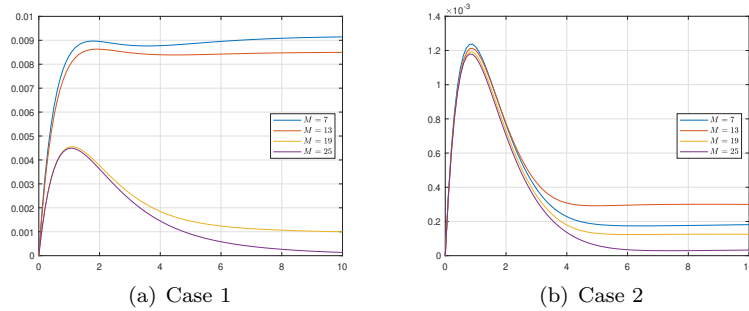 0.01
0.009
0.008
0.007
0.006
0.005
0.004
0.003
0.002
0.001
0
0 2 4 6 8 10
M = 7
M = 13
M = 19
M = 25
(a) Case 1
×10⁻³
1.4
1.2
1
0.8
0.6
0.4
0.2
0
0 2 4 6 8 10
M = 7
M = 13
M = 19
M = 25
(b) Case 2